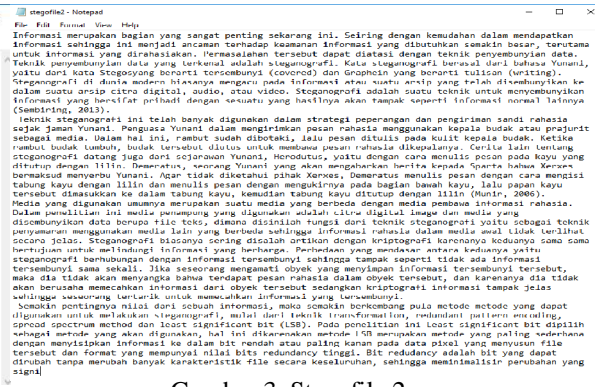 stegofile2 - Notepad
File Edit Format View Help
Informasi merupakan bagian yang sangat penting sekarang ini. Seiring dengan kemudahan dalam mendapatkan
informasi sehingga ini menjadi ancaman terhadap keamanan informasi yang dibutuhkan semakin besar, terutama
untuk informasi yang dirahasiakan. Permasalahan tersebut dapat diatasi dengan teknik penyembunyian data.
Teknik penyembunyian data yang terkenal adalah steganografi. Kata steganografi berasal dari bahasa Yunani,
yaitu dari kata Stegosyang berarti tersembunyi (covered) dan Graphein yang berarti tulisan (writing).
Steganografi di dunia modern biasanya mengacu pada informasi atau suatu arsip yang telah disembunyikan ke
dalam suatu arsip citra digital, audio, atau video. Steganografi adalah suatu teknik untuk menyembunyikan
informasi yang bersifat pribadi dengan sesuatu yang hasilnya akan tampak seperti informasi normal lainnya
(Sembiring, 2013).
Teknik steganografi ini telah banyak digunakan dalam strategi peperangan dan pengiriman sandi rahasia
sejak jaman Yunani. Penguasa Yunani dalam mengirimkan pesan rahasia menggunakan kepala budak atau prajurit
sebagai media. Dalam hal ini, rambut budak dibotaki, lalu pesan ditulis pada kulit kepala budak. Ketika
rambut budak tumbuh, budak tersebut diutus untuk membawa pesan rahasia dikepalanya. Cerita lain tentang
steganografi datang juga dari sejarawan Yunani, Herodutus, yaitu dengan cara menulis pesan pada kayu yang
ditutup dengan lilin. Demeratus, seorang Yunani yang akan mengabarkan berita kepada Sparta bahwa Xerxes
bermaksud menyerbu Yunani. Agar tidak diketahui pihak Xerxes, Demeratus menulis pesan dengan cara mengisi
tabung kayu dengan lilin dan menulis pesan dengan mengukirnya pada bagian bawah kayu, lalu papan kayu
tersebut dimasukkan ke dalam tabung kayu, kemudian tabung kayu ditutup dengan lilin (Munir, 2006).
Media yang digunakan umumnya merupakan suatu media yang berbeda dengan media pembawa informasi rahasia.
Dalam penelitian ini media penampung yang digunakan adalah citra digital image dan media yang
disembunyikan data berupa file teks, dimana disinilah fungsi dari teknik steganografi yaitu sebagai teknik
penyamaran menggunakan media lain yang berbeda sehingga informasi rahasia dalam media awal tidak terlihat
secara jelas. Steganografi biasanya sering disalah artikan dengan kriptografi karenanya keduanya sama sama
bertujuan untuk melindungi informasi yang berharga. Perbedaan yang mendasar antara keduanya yaitu
steganografi berhubungan dengan informasi tersembunyi sehingga tampak seperti tidak ada informasi
tersembunyi sama sekali. Jika seseorang mengamati obyek yang menyimpan informasi tersembunyi tersebut,
maka dia tidak akan menyangka bahwa terdapat pesan rahasia dalam obyek tersebut, dan karenanya dia tidak
akan berusaha memecahkan informasi dari obyek tersebut sedangkan kriptografi informasi tampak jelas
sehingga seseorang tertarik untuk memecahkan informasi yang tersembunyi.
Semakin pentingnya nilai dari sebuah informasi, maka semakin berkembang pula metode metode yang dapat
digunakan untuk melakukan steganografi, mulai dari teknik transformation, redundant pattern encoding,
spread spectrum method dan least significant bit (LSB). Pada penelitian ini Least significant bit dipilih
sebagai metode yang akan digunakan, hal ini dikarenakan metode LSB merupakan metode yang paling sederhana
dengan menyisipkan informasi ke dalam bit rendah atau paling kanan pada data pixel yang menyusun file
tersebut dan format yang mempunyai nilai bits redundancy tinggi. Bit redudancy adalah bit yang dapat
dirubah tanpa merubah banyak karakteristik file secara keseluruhan, sehingga meminimalisir perubahan yang
signi